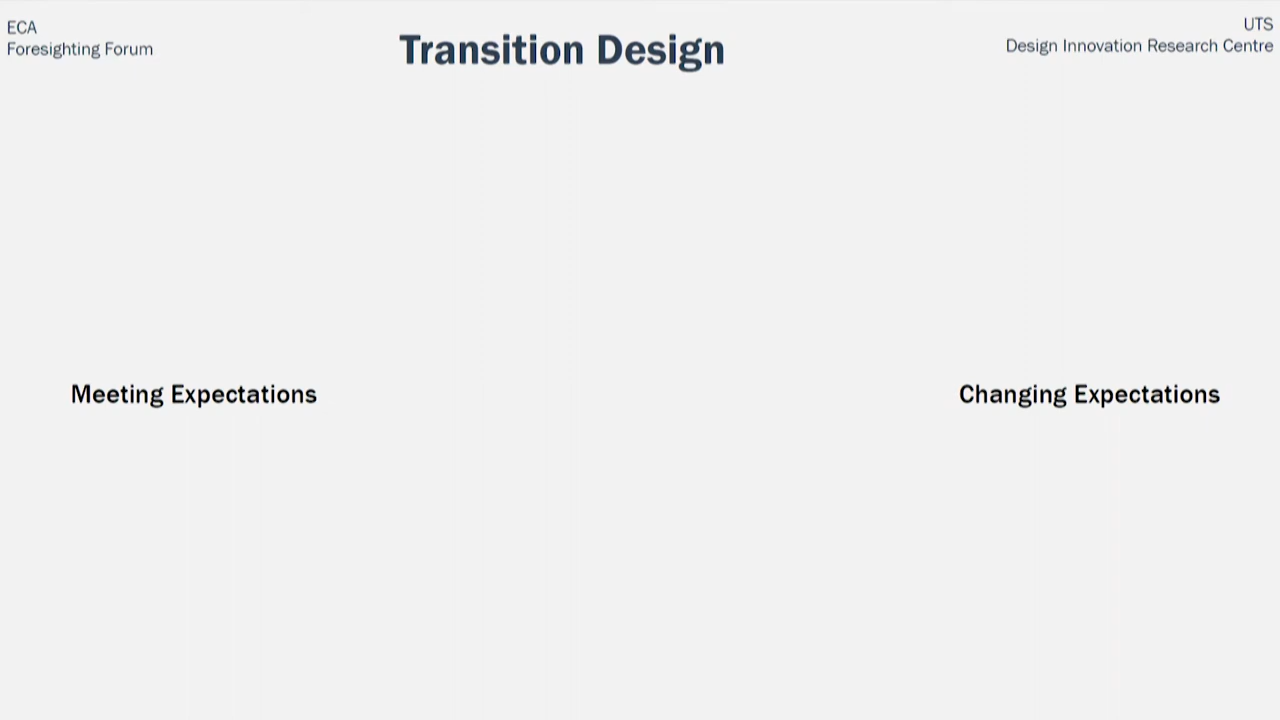 ECA
Foresighting Forum
Transition Design
UTS
Design Innovation Research Centre
Meeting Expectations
Changing Expectations